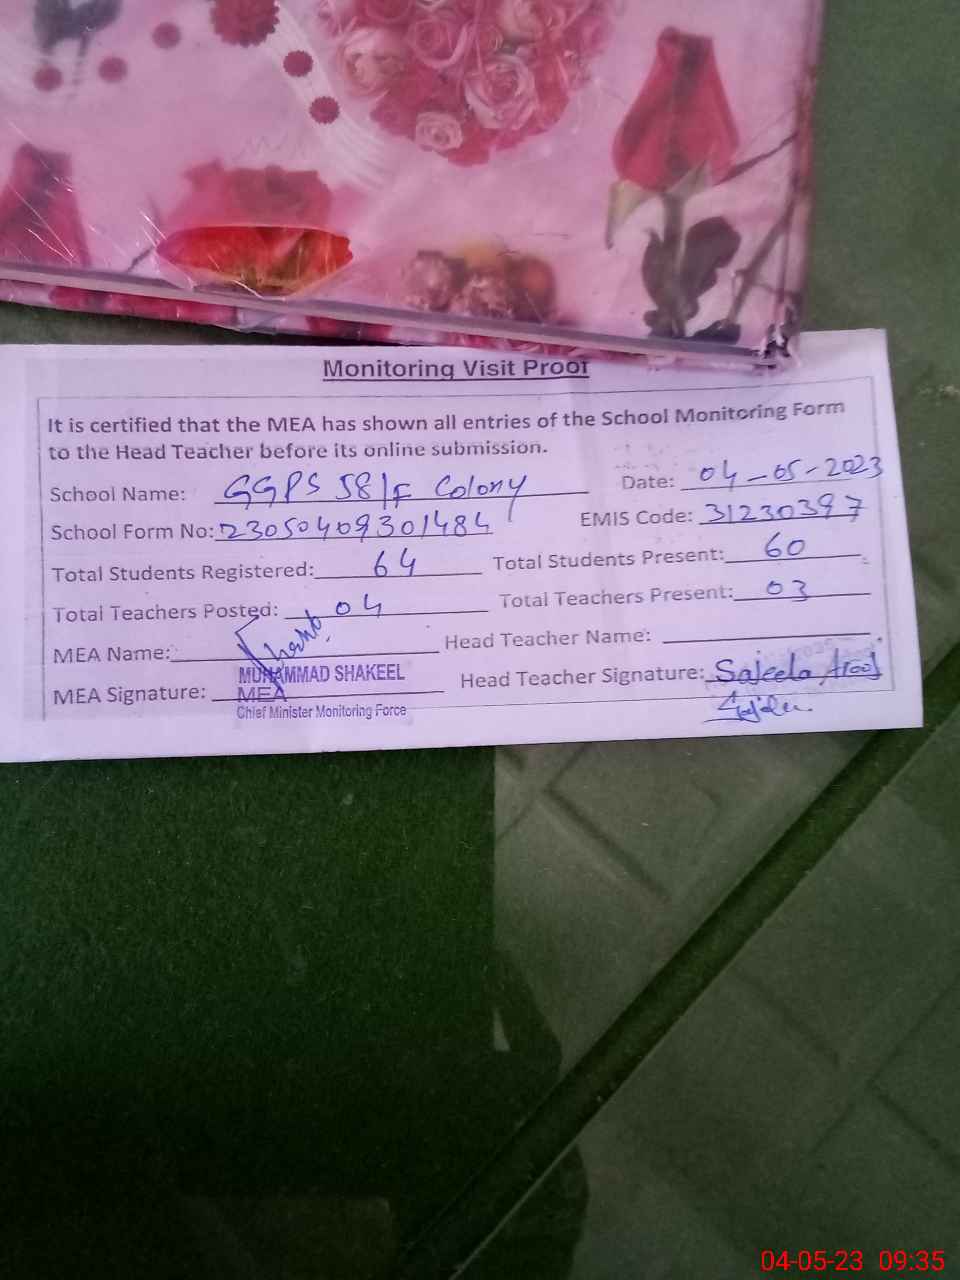 Monitoring Visit Proof
It is certified that the MEA has shown all entries of the School Monitoring Form
to the Head Teacher before its online submission.
School Name: GGPS 58/F Colony Date: 04-05-2023
School Form No: 23050409301484 EMIS Code: 31230397
Total Students Registered: 64 Total Students Present: 60
Total Teachers Posted: 04 Total Teachers Present: 03
MEA Name: Head Teacher Name:
MUHAMMAD SHAKEEL
MEA Signature: MEA Head Teacher Signature: Sajeela
Chief Minister Monitoring Force
04-05-23 09:35